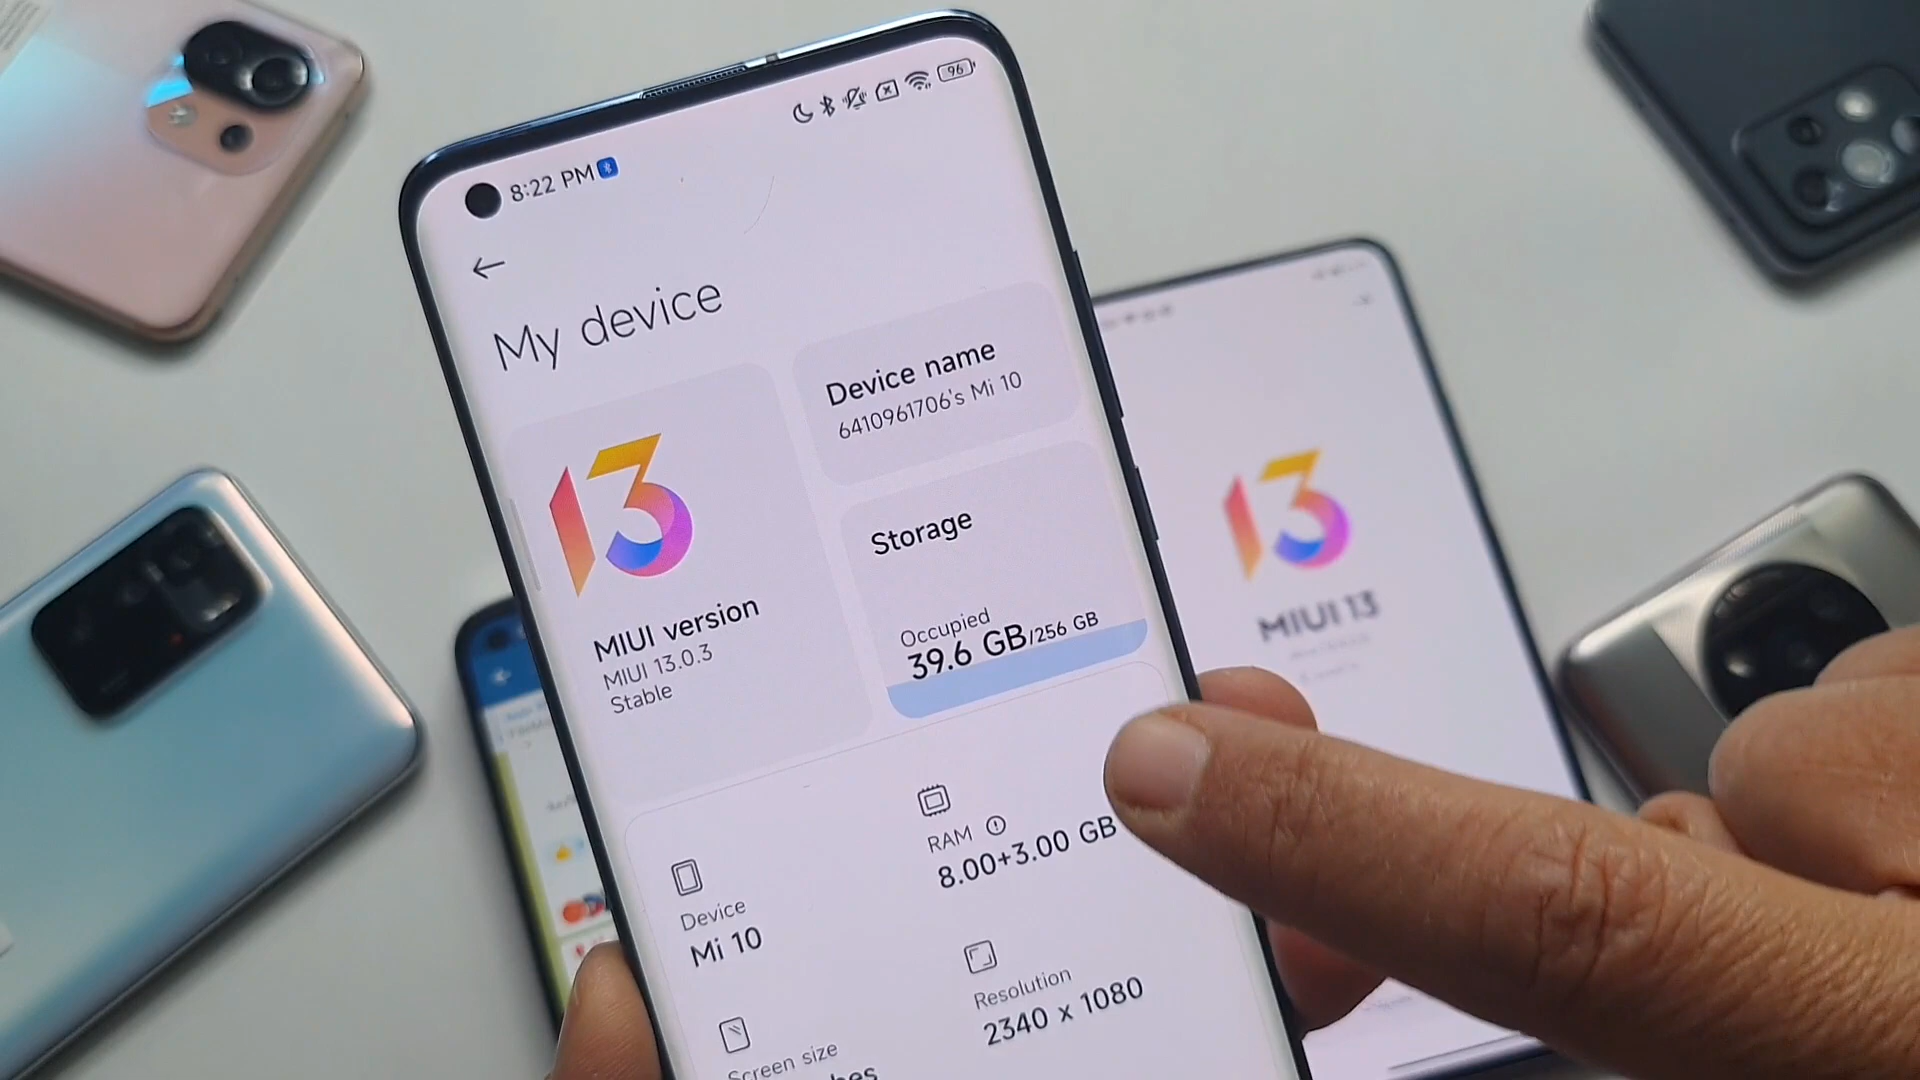 96
8:22 PM
My device
Device name
6410961706's Mi 10
13
MIUI version
MIUI 13.0.3
Stable
Storage
Occupied
39.6 GB/256 GB
RAM
8.00+3.00 GB
Device
Mi 10
Resolution
2340 x 1080
Screen size
13
MIUI 13